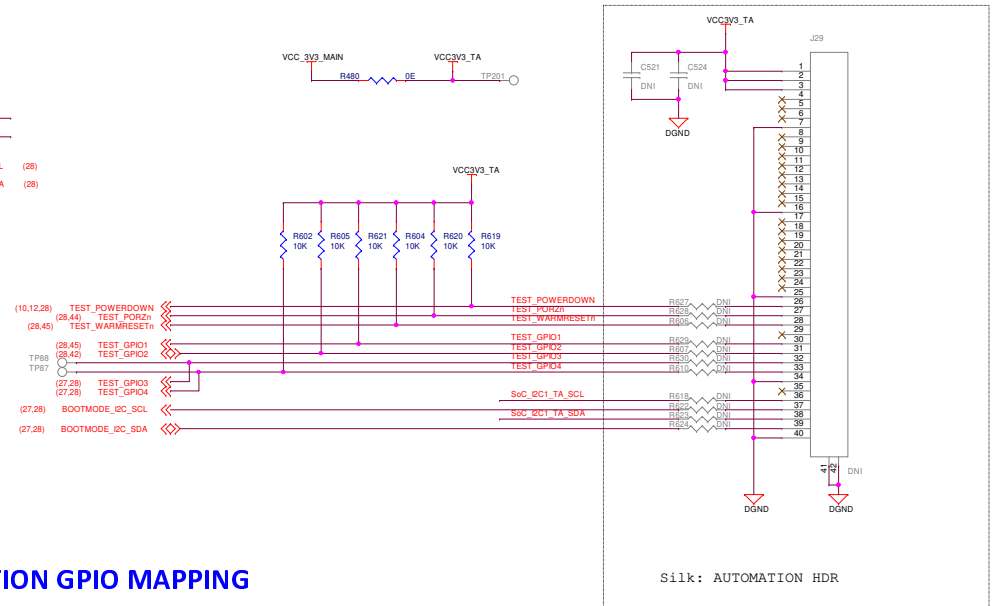 VCC3V3_TA
J29
VCC_3V3_MAIN
VCC3V3_TA
R480
0E
TP201
C521
DNI
C524
DNI
DGND
1
2
3
4
5
6
7
8
9
10
11
12
13
14
15
16
17
18
19
20
21
22
23
24
25
26
27
28
29
30
31
32
33
34
35
36
37
38
39
40
41
42
DNI
L (28)
A (28)
VCC3V3_TA
R602
10K
R605
10K
R621
10K
R604
10K
R620
10K
R619
10K
(10,12,28) TEST_POWERDOWN
(28,44) TEST_PORZn
(28,45) TEST_WARMRESETn
(28,45) TEST_GPIO1
(28,42) TEST_GPIO2
TP88
TP87
(27,28) TEST_GPIO3
(27,28) TEST_GPIO4
(27,28) BOOTMODE_I2C_SCL
(27,28) BOOTMODE_I2C_SDA
TEST_POWERDOWN
TEST_PORZn
TEST_WARMRESETn
TEST_GPIO1
TEST_GPIO2
TEST_GPIO3
TEST_GPIO4
SoC_I2C1_TA_SCL
SoC_I2C1_TA_SDA
R627 DNI
R628 DNI
R606 DNI
R629 DNI
R607 DNI
R630 DNI
R610 DNI
R618 DNI
R622 DNI
R623 DNI
R624 DNI
DGND
DGND
TION GPIO MAPPING
Silk: AUTOMATION HDR